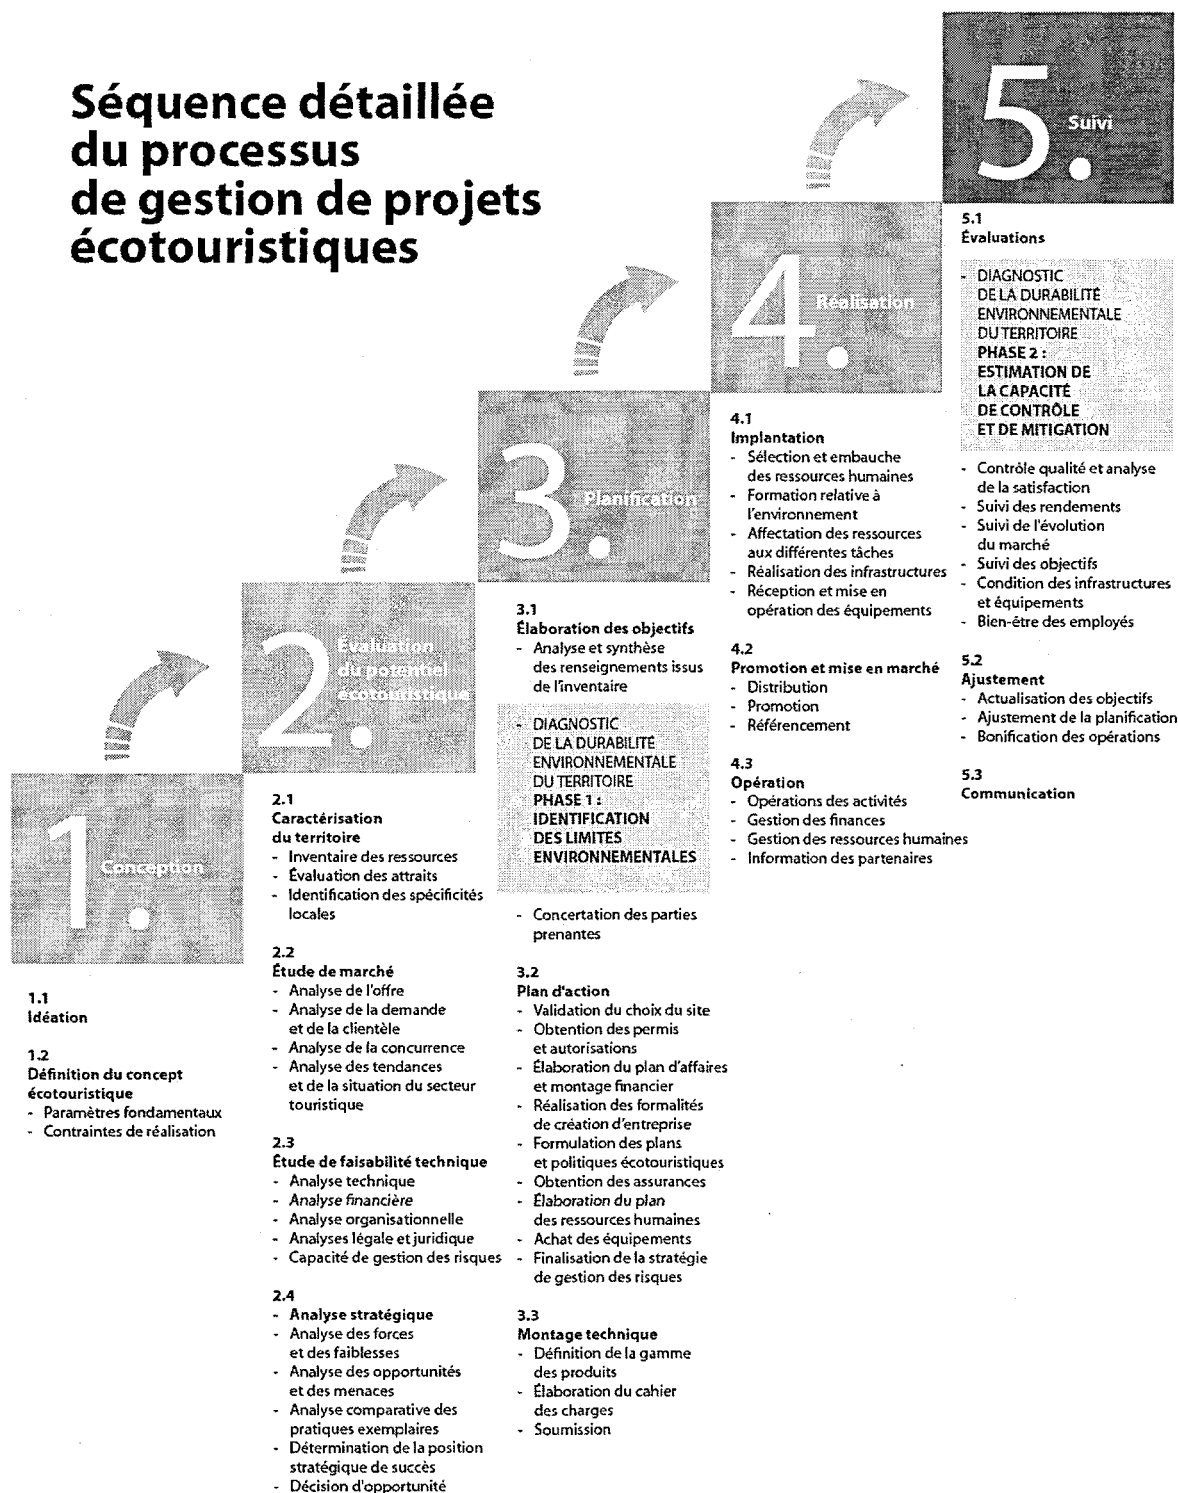 Séquence détaillée
du processus
de gestion de projets
écotouristiques
1.
Conception
1.1
Idéation
1.2
Définition du concept
écotouristique
- Paramètres fondamentaux
- Contraintes de réalisation
2.
Évaluation
du potentiel
écotouristique
2.1
Caractérisation
du territoire
- Inventaire des ressources
- Évaluation des attraits
- Identification des spécificités
locales
2.2
Étude de marché
- Analyse de l'offre
- Analyse de la demande
et de la clientèle
- Analyse de la concurrence
- Analyse des tendances
et de la situation du secteur
touristique
2.3
Étude de faisabilité technique
- Analyse technique
- Analyse financière
- Analyse organisationnelle
- Analyses légale et juridique
- Capacité de gestion des risques
2.4
- Analyse stratégique
- Analyse des forces
et des faiblesses
- Analyse des opportunités
et des menaces
- Analyse comparative des
pratiques exemplaires
- Détermination de la position
stratégique de succès
- Décision d'opportunité
3.
Planification
3.1
Élaboration des objectifs
- Analyse et synthèse
des renseignements issus
de l'inventaire
- DIAGNOSTIC
DE LA DURABILITÉ
ENVIRONNEMENTALE
DU TERRITOIRE
PHASE 1 :
IDENTIFICATION
DES LIMITES
ENVIRONNEMENTALES
- Concertation des parties
prenantes
3.2
Plan d'action
- Validation du choix du site
- Obtention des permis
et autorisations
- Élaboration du plan d'affaires
et montage financier
- Réalisation des formalités
de création d'entreprise
- Formulation des plans
et politiques écotouristiques
- Obtention des assurances
- Élaboration du plan
des ressources humaines
- Achat des équipements
- Finalisation de la stratégie
de gestion des risques
3.3
Montage technique
- Définition de la gamme
des produits
- Élaboration du cahier
des charges
- Soumission
4.
Réalisation
4.1
Implantation
- Sélection et embauche
des ressources humaines
- Formation relative à
l'environnement
- Affectation des ressources
aux différentes tâches
- Réalisation des infrastructures
- Réception et mise en
opération des équipements
4.2
Promotion et mise en marché
- Distribution
- Promotion
- Référencement
4.3
Opération
- Opérations des activités
- Gestion des finances
- Gestion des ressources humaines
- Information des partenaires
5.
Suivi
5.1
Évaluations
- DIAGNOSTIC
DE LA DURABILITÉ
ENVIRONNEMENTALE
DU TERRITOIRE
PHASE 2 :
ESTIMATION DE
LA CAPACITÉ
DE CONTRÔLE
ET DE MITIGATION
- Contrôle qualité et analyse
de la satisfaction
- Suivi des rendements
- Suivi de l'évolution
du marché
- Suivi des objectifs
- Condition des infrastructures
et équipements
- Bien-être des employés
5.2
Ajustement
- Actualisation des objectifs
- Ajustement de la planification
- Bonification des opérations
5.3
Communication